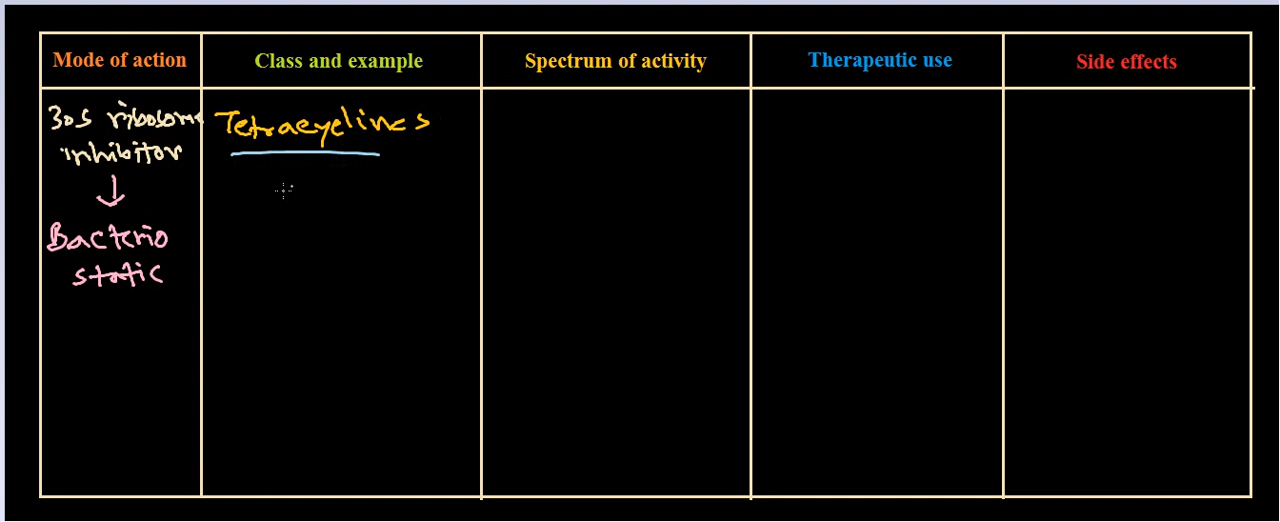 Mode of action
Class and example
Spectrum of activity
Therapeutic use
Side effects
30S ribosome
inhibitor
Bacterio
static
Tetracyclines